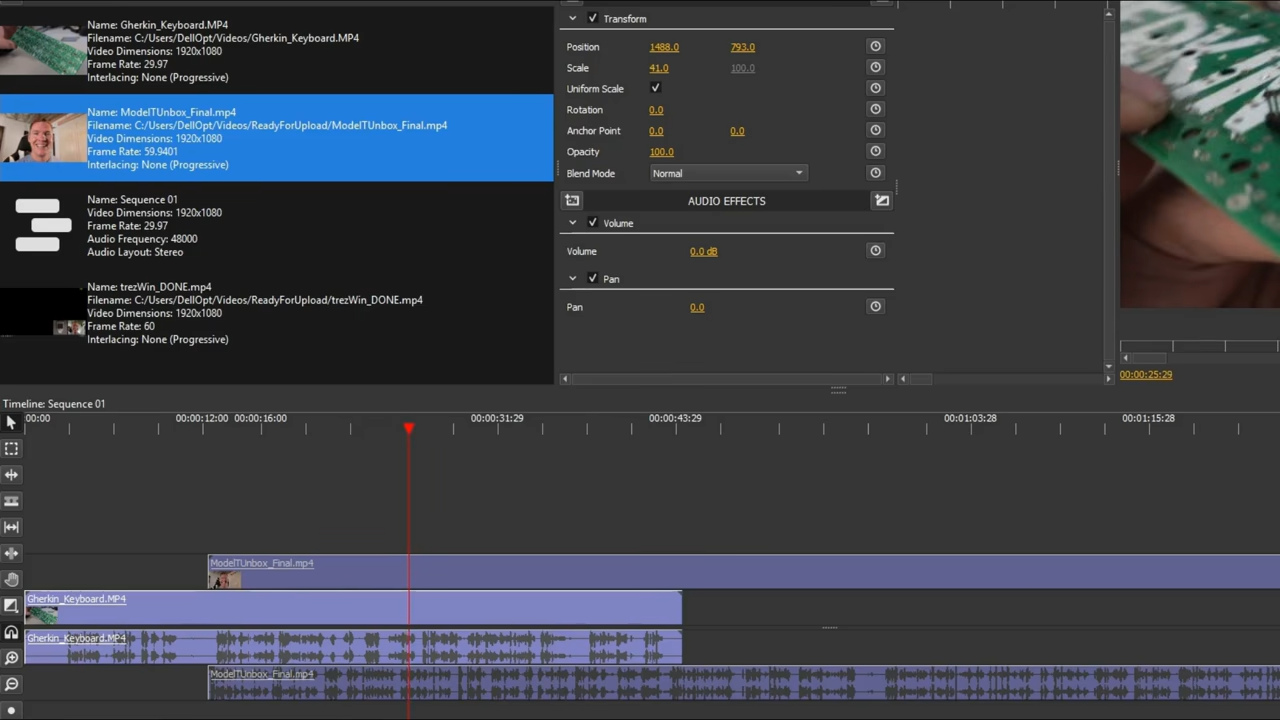 Name: Gherkin_Keyboard.MP4
Filename: C:/Users/DellOpt/Videos/Gherkin_Keyboard.MP4
Video Dimensions: 1920x1080
Frame Rate: 29.97
Interlacing: None (Progressive)
Name: ModelTUnbox_Final.mp4
Filename: C:/Users/DellOpt/Videos/ReadyForUpload/ModelTUnbox_Final.mp4
Video Dimensions: 1920x1080
Frame Rate: 59.9401
Interlacing: None (Progressive)
Name: Sequence 01
Video Dimensions: 1920x1080
Frame Rate: 29.97
Audio Frequency: 48000
Audio Layout: Stereo
Name: trezWin_DONE.mp4
Filename: C:/Users/DellOpt/Videos/ReadyForUpload/trezWin_DONE.mp4
Video Dimensions: 1920x1080
Frame Rate: 60
Interlacing: None (Progressive)
Transform
Position 1488.0 793.0
Scale 41.0 100.0
Uniform Scale
Rotation 0.0
Anchor Point 0.0 0.0
Opacity 100.0
Blend Mode Normal
AUDIO EFFECTS
Volume
Volume 0.0 dB
Pan
Pan 0.0
00:00:25:29
Timeline: Sequence 01
00:00 00:00:12:00 00:00:16:00 00:00:31:29 00:00:43:29 00:01:03:28 00:01:15:28
ModelTUnbox_Final.mp4
Gherkin_Keyboard.MP4
Gherkin_Keyboard.MP4
ModelTUnbox_Final.mp4